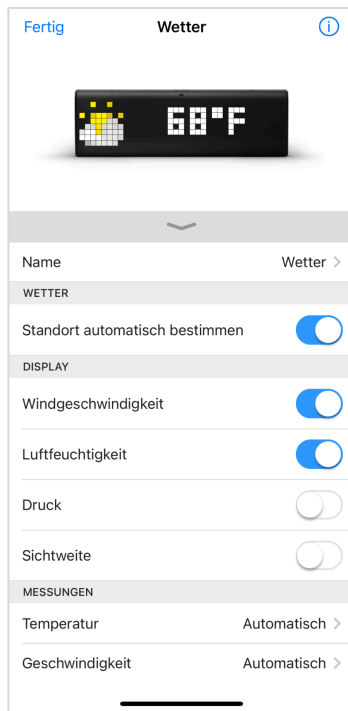 Fertig Wetter
68°F
Name Wetter
WETTER
Standort automatisch bestimmen
DISPLAY
Windgeschwindigkeit
Luftfeuchtigkeit
Druck
Sichtweite
MESSUNGEN
Temperatur Automatisch
Geschwindigkeit Automatisch